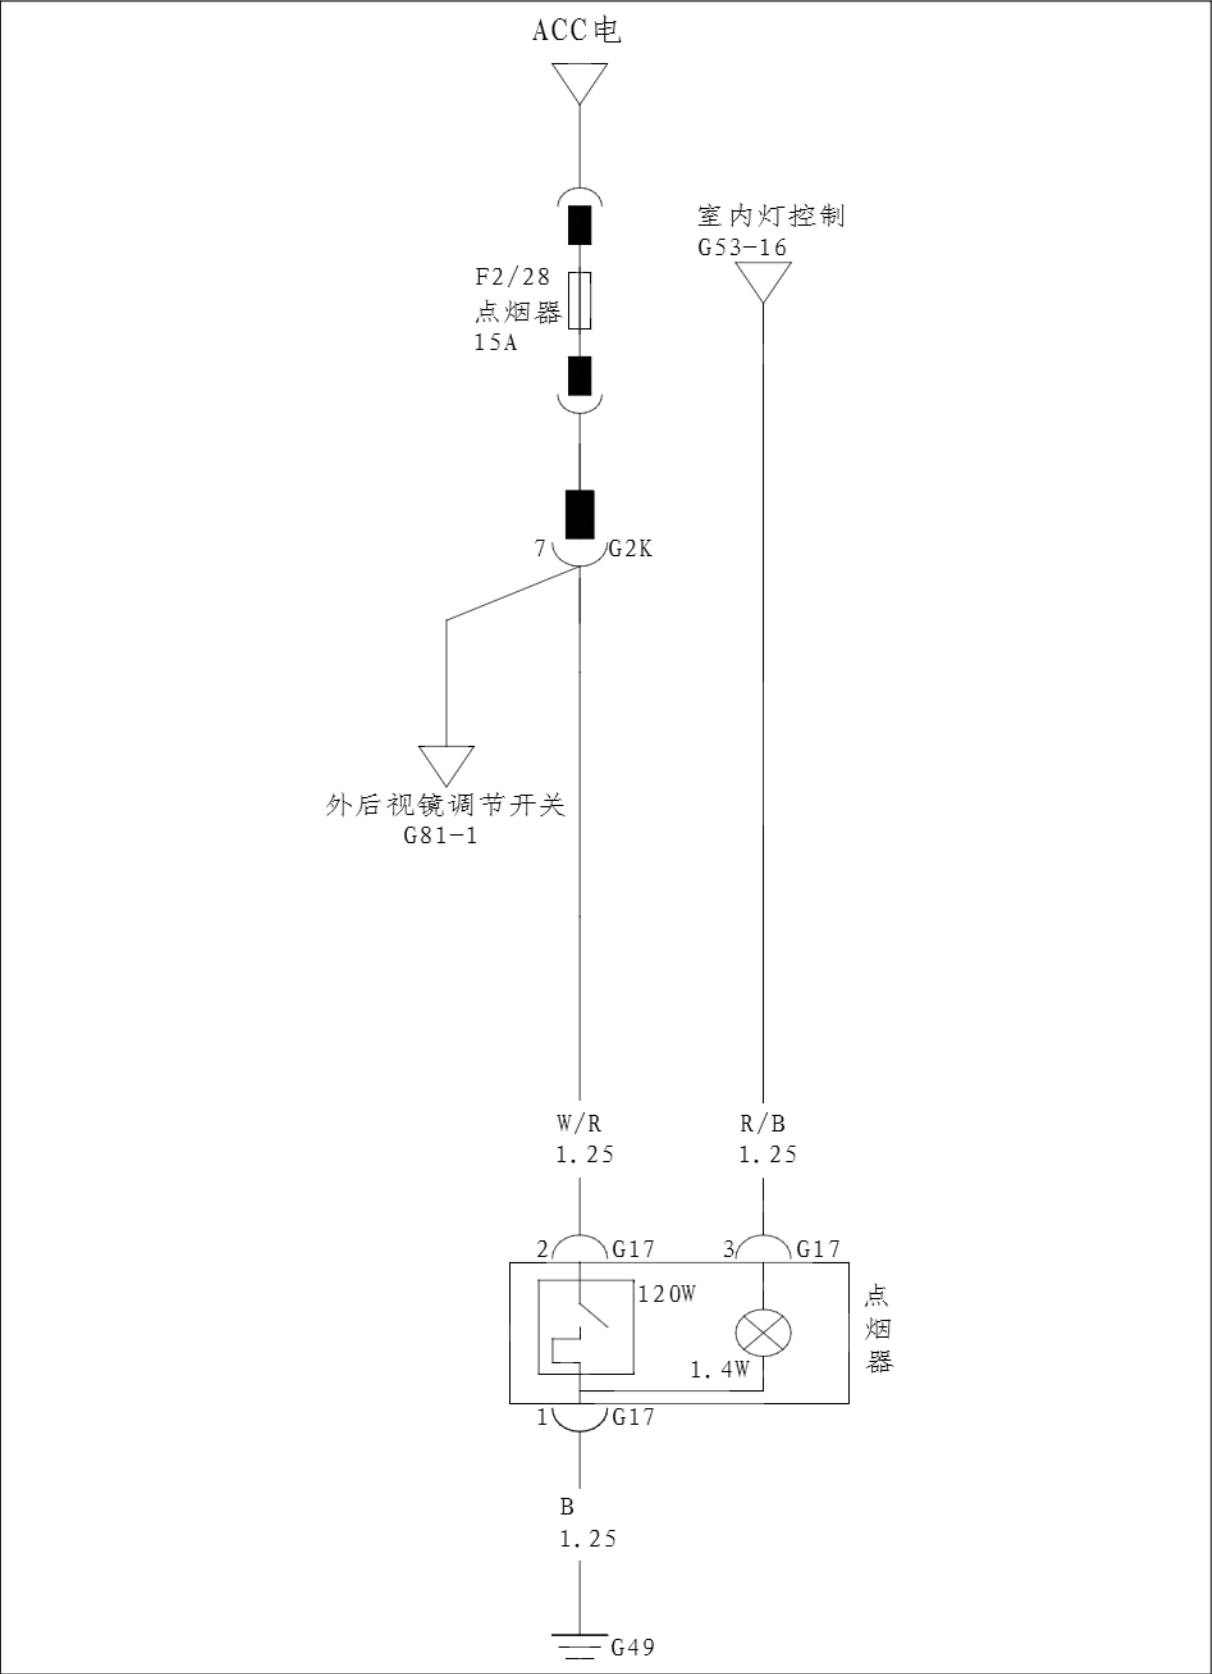 ACC电
室内灯控制
G53-16
F2/28
点烟器
15A
7
G2K
外后视镜调节开关
G81-1
W/R
1.25
R/B
1.25
2
G17
3
G17
120W
1.4W
点
烟
器
1
G17
B
1.25
G49